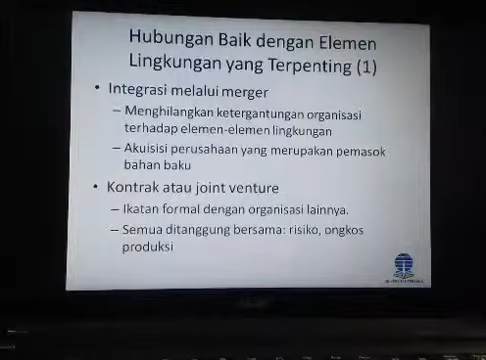 Hubungan Baik dengan Elemen
Lingkungan yang Terpenting (1)
• Integrasi melalui merger
– Menghilangkan ketergantungan organisasi
terhadap elemen-elemen lingkungan
– Akuisisi perusahaan yang merupakan pemasok
bahan baku
• Kontrak atau joint venture
– Ikatan formal dengan organisasi lainnya.
– Semua ditanggung bersama: risiko, ongkos
produksi